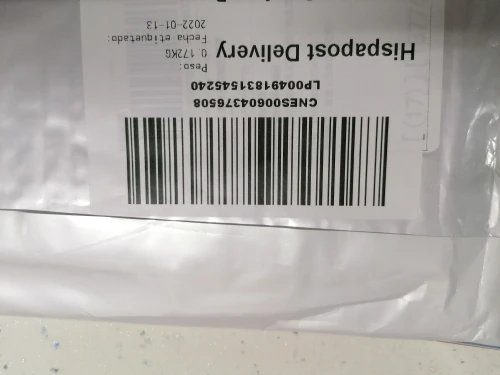 CNES00604376508
LP00491831545240
Hispapost Delivery
Peso:
0.172KG
Fecha etiquetado:
2022-01-13